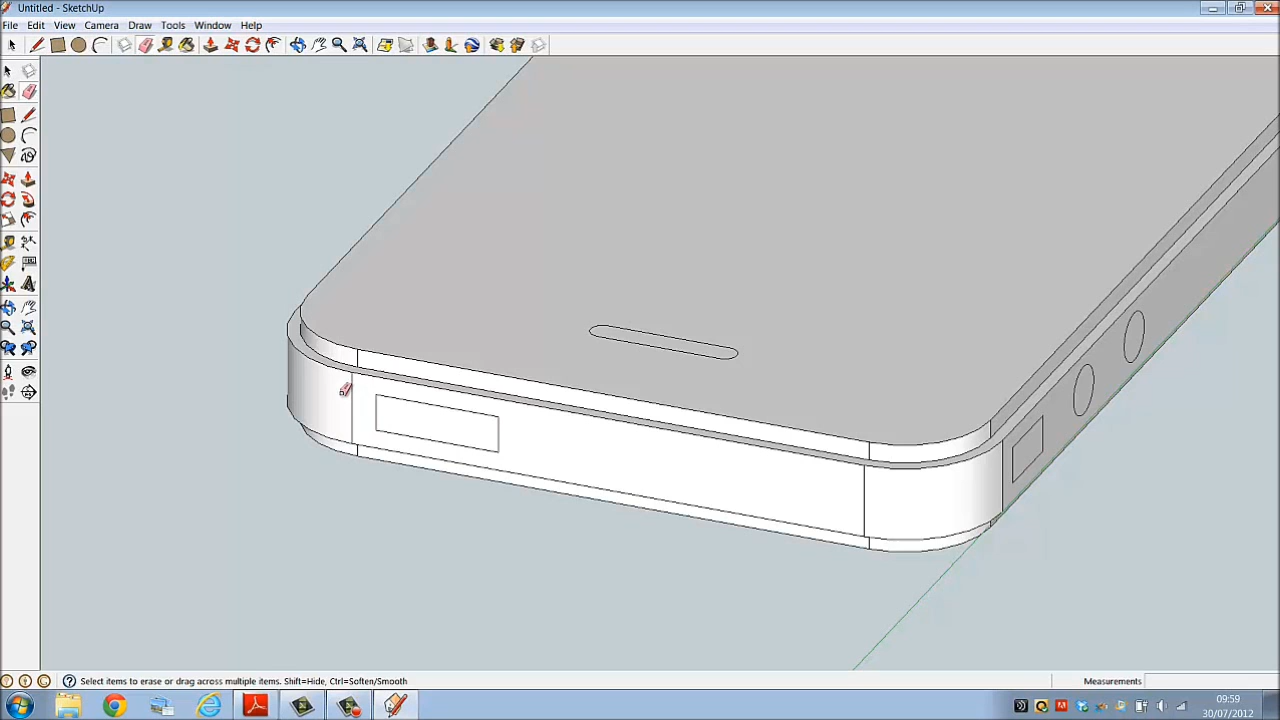 Untitled - SketchUp
File Edit View Camera Draw Tools Window Help
Select items to erase or drag across multiple items. Shift=Hide, Ctrl=Soften/Smooth
Measurements
09:59
30/07/2012